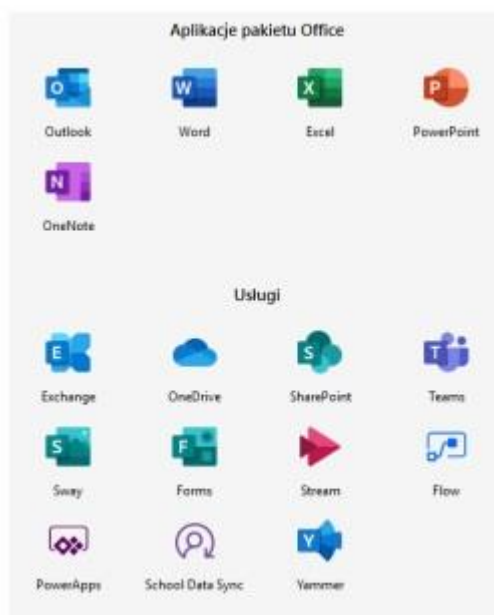 Aplikacje pakietu Office
Outlook Word Excel PowerPoint
OneNote
Usługi
Exchange OneDrive SharePoint Teams
Sway Forms Stream Flow
PowerApps School Data Sync Yammer